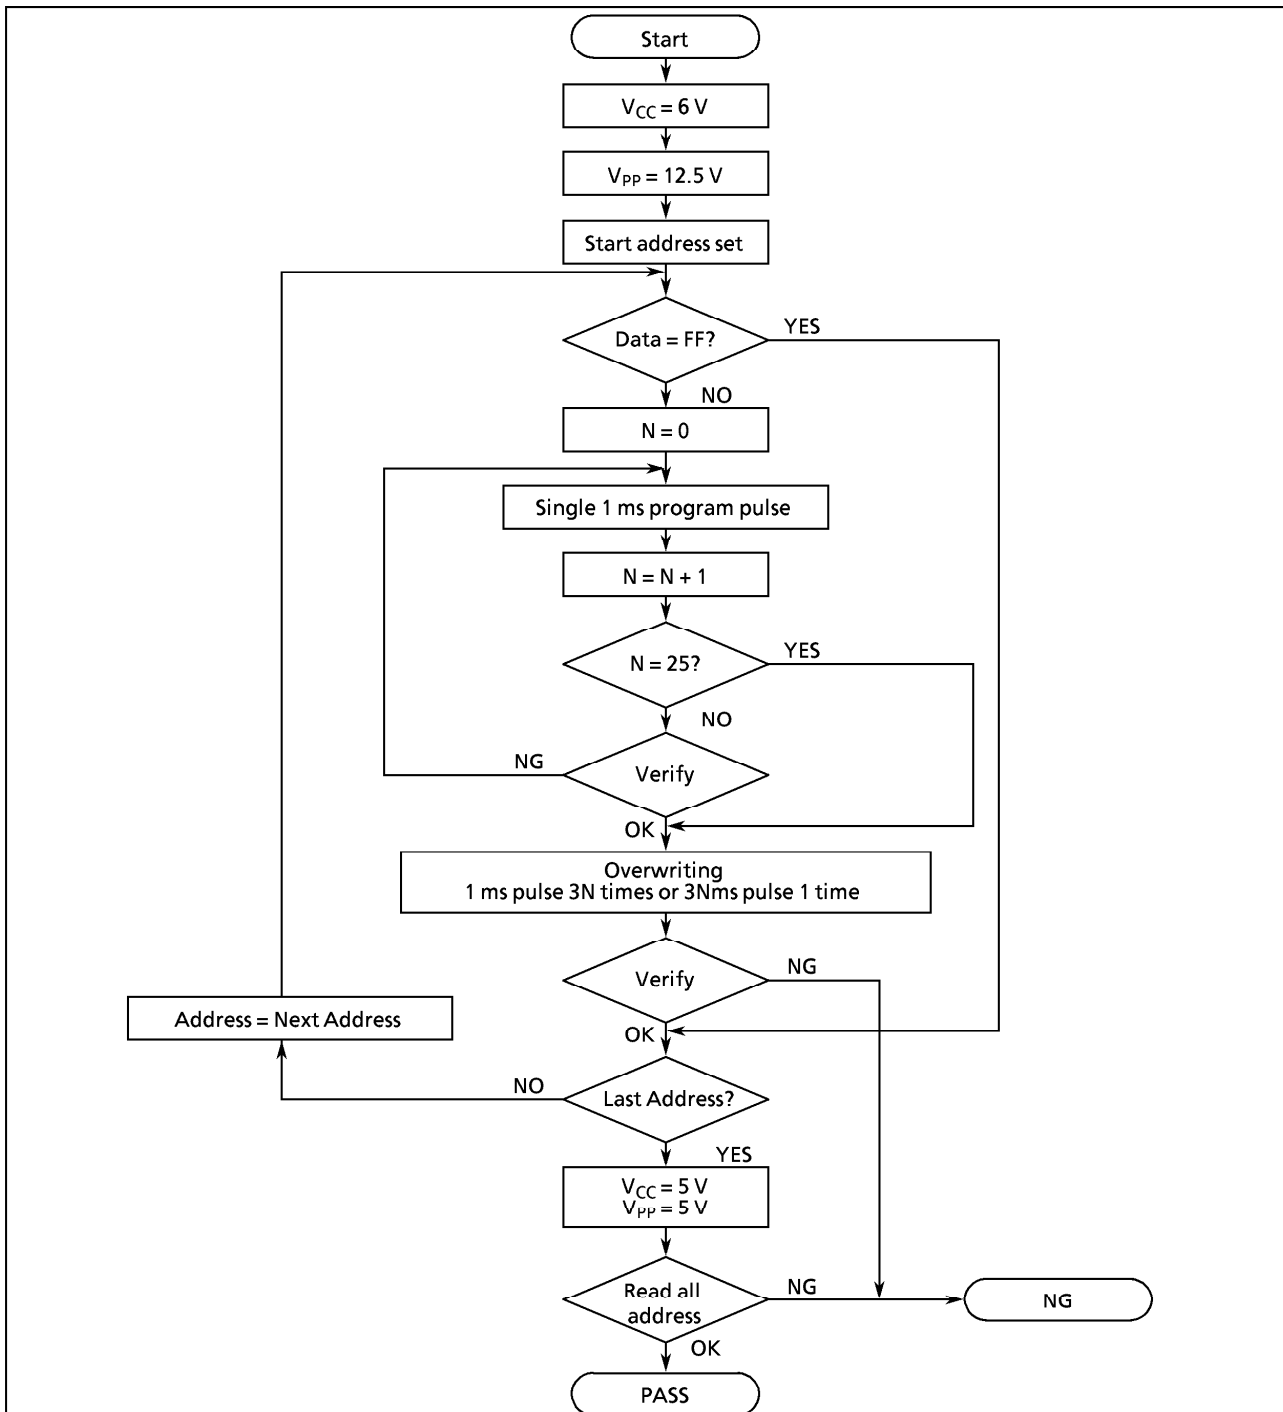 Start
VCC = 6 V
VPP = 12.5 V
Start address set
Data = FF?
YES
NO
N = 0
Single 1 ms program pulse
N = N + 1
N = 25?
YES
NO
NG
Verify
OK
Overwriting
1 ms pulse 3N times or 3Nms pulse 1 time
Verify
NG
Address = Next Address
OK
NO
Last Address?
YES
VCC = 5 V
VPP = 5 V
Read all
address
NG
NG
OK
PASS